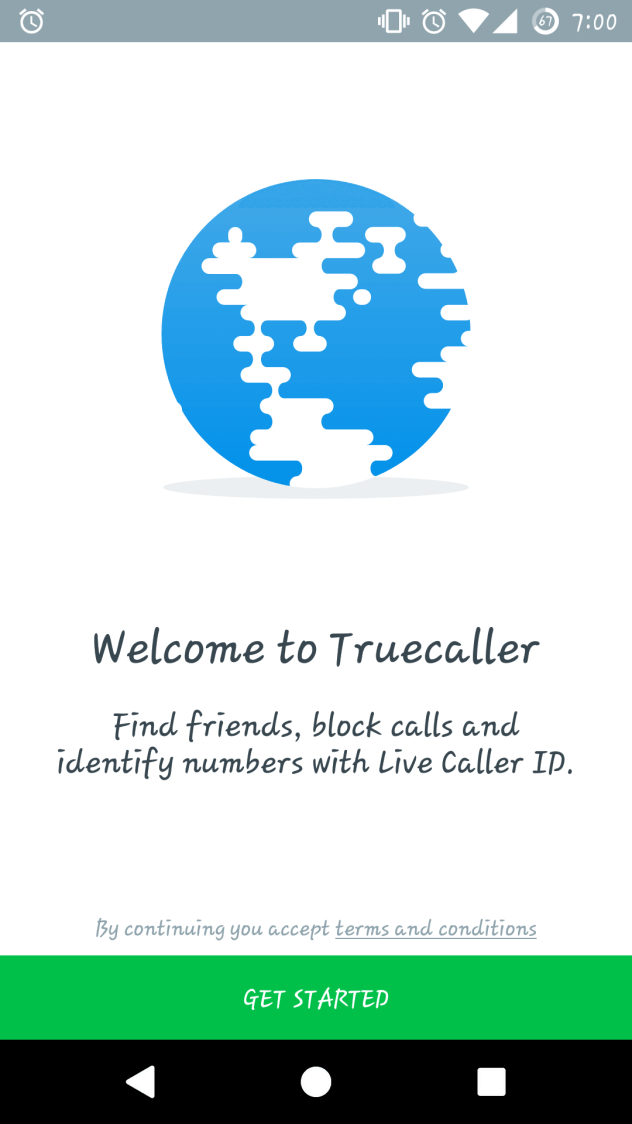 67 7:00
Welcome to Truecaller
Find friends, block calls and
identify numbers with Live Caller ID.
By continuing you accept terms and conditions
GET STARTED